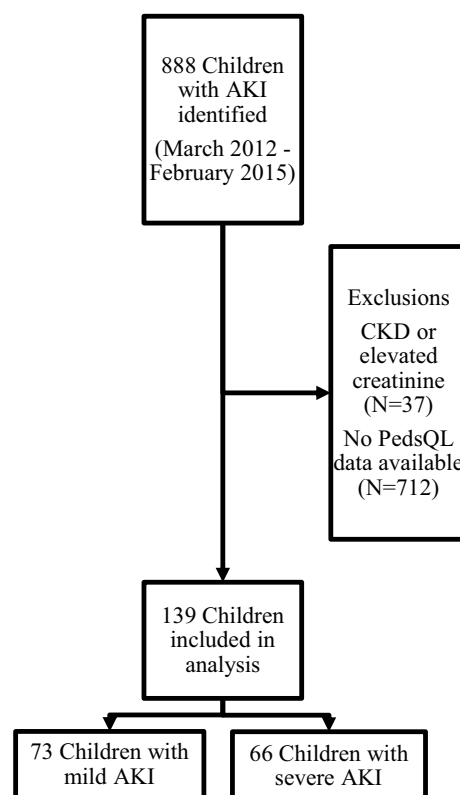 888 Children
with AKI
identified
(March 2012 -
February 2015)
Exclusions
CKD or
elevated
creatinine
(N=37)
No PedsQL
data available
(N=712)
139 Children
included in
analysis
73 Children with
mild AKI
66 Children with
severe AKI